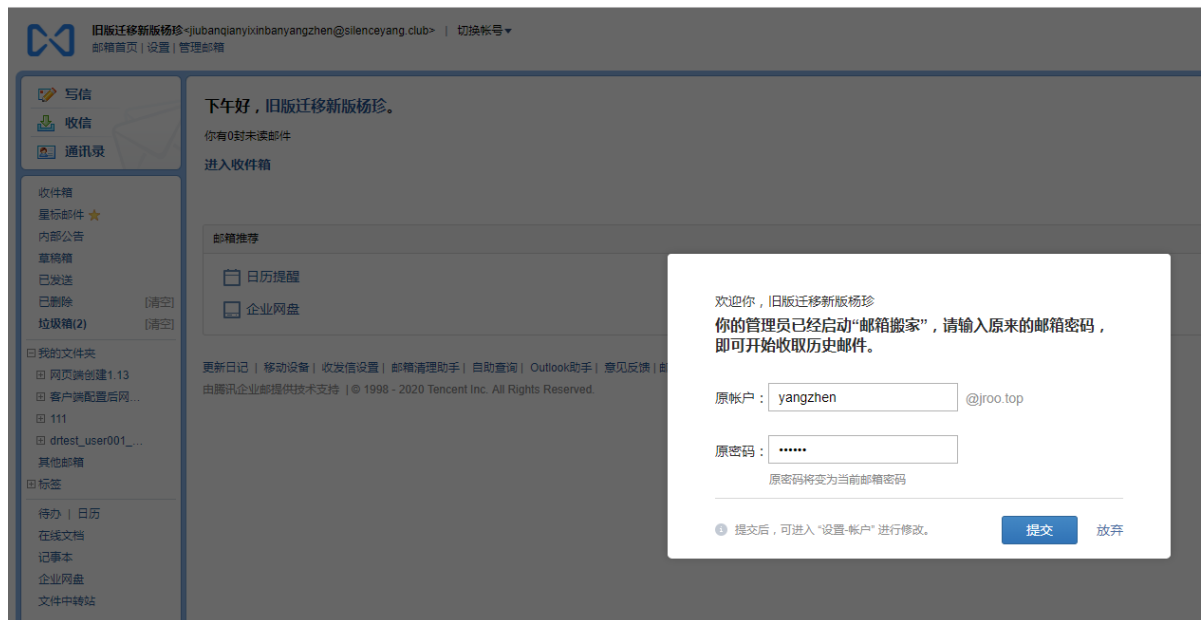 旧版迁移新版杨珍<jiubanqianyixinbanyangzhen@silenceyang.club> | 切换帐号▾
邮箱首页 | 设置 | 管理邮箱
写信
收信
通讯录
收件箱
星标邮件
内部公告
草稿箱
已发送
已删除 [清空]
垃圾箱(2) [清空]
我的文件夹
网页端创建1.13
客户端配置后网...
111
drtest_user001_...
其他邮箱
标签
待办 | 日历
在线文档
记事本
企业网盘
文件中转站
下午好，旧版迁移新版杨珍。
你有0封未读邮件
进入收件箱
邮箱推荐
日历提醒
企业网盘
更新日记 | 移动设备 | 收发信设置 | 邮箱清理助手 | 自助查询 | Outlook助手 | 意见反馈 | 邮
由腾讯企业邮提供技术支持 | © 1998 - 2020 Tencent Inc. All Rights Reserved.
欢迎你，旧版迁移新版杨珍
你的管理员已经启动“邮箱搬家”，请输入原来的邮箱密码，
即可开始收取历史邮件。
原帐户： yangzhen @jroo.top
原密码： ••••••
原密码将变为当前邮箱密码
提交后，可进入 “设置-帐户” 进行修改。
提交 放弃